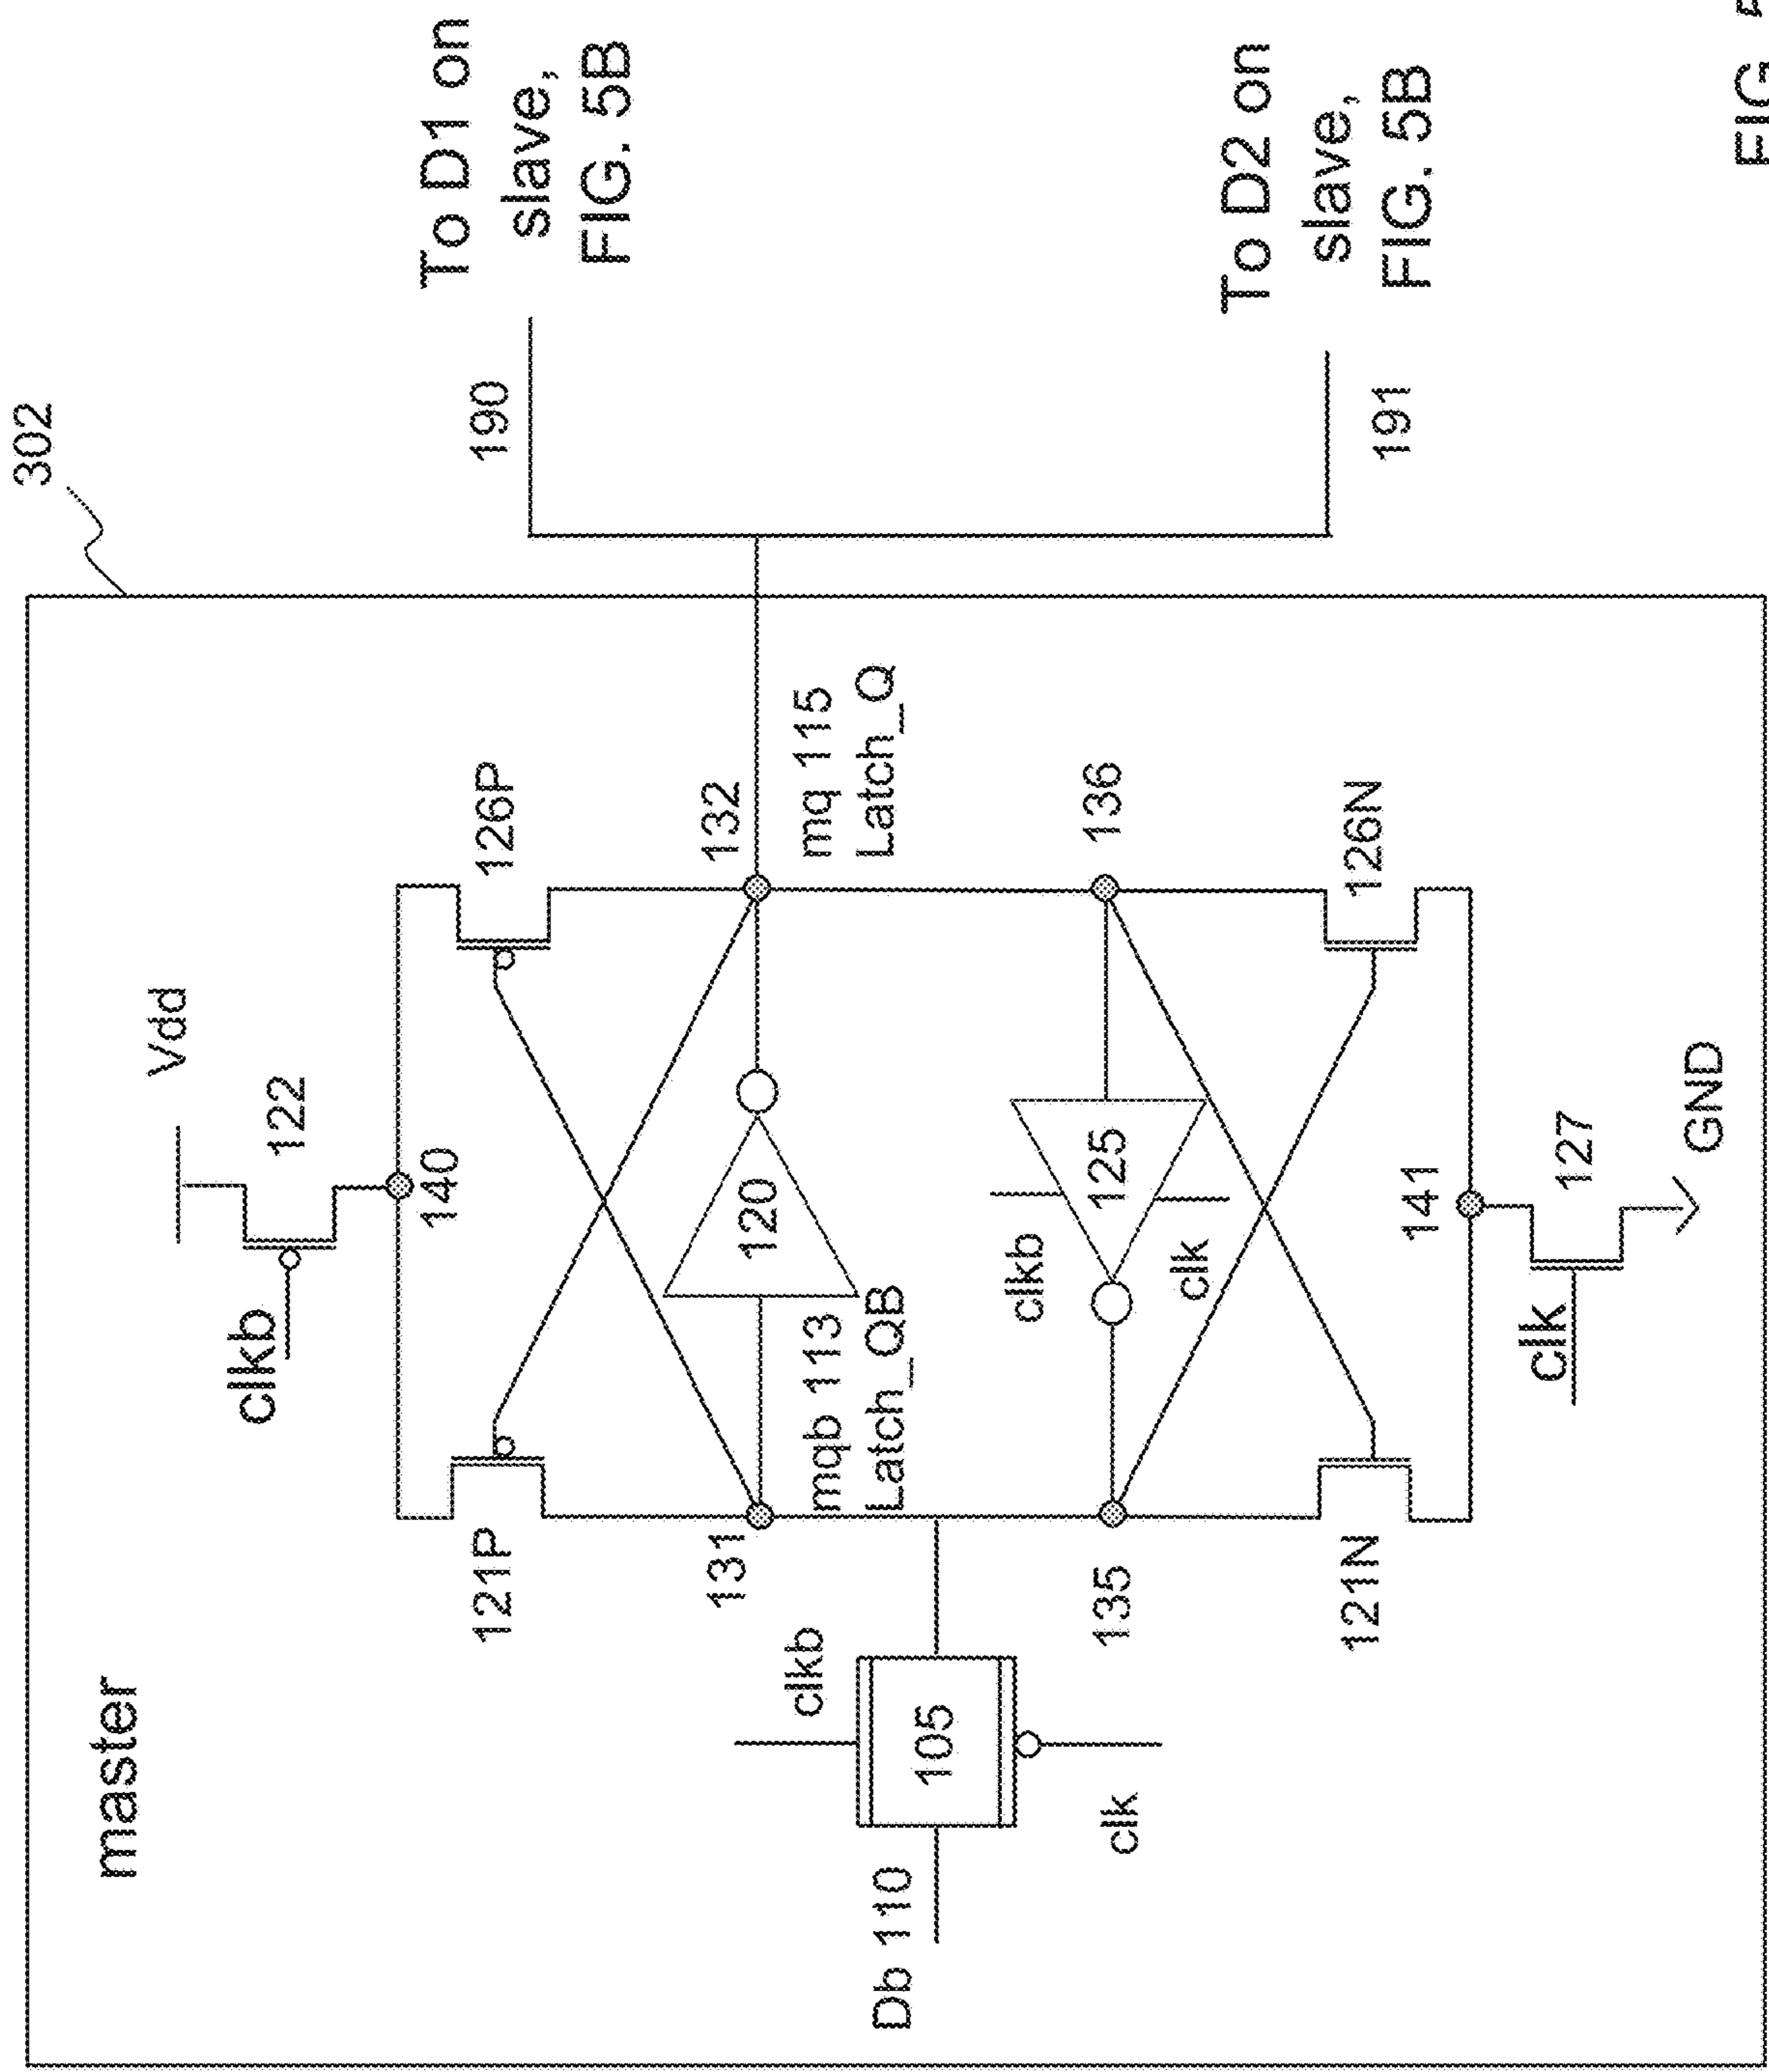 302
master
Vdd
clkb
122
140
121P
126P
190
To D1 on
slave,
FIG. 5B
131
132
120
mqb 113
Latch_QB
mq 115
Latch_Q
clkb
105
clk
Db 110
clkb
125
clk
135
136
121N
126N
141
clk
127
GND
191
To D2 on
slave,
FIG. 5B
FIG.